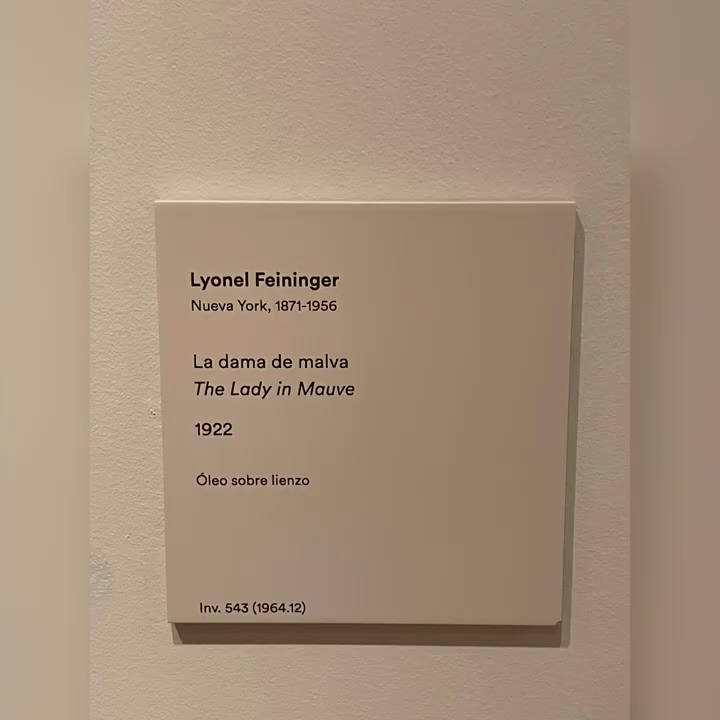 Lyonel Feininger
Nueva York, 1871-1956
La dama de malva
The Lady in Mauve
1922
Óleo sobre lienzo
Inv. 543 (1964.12)